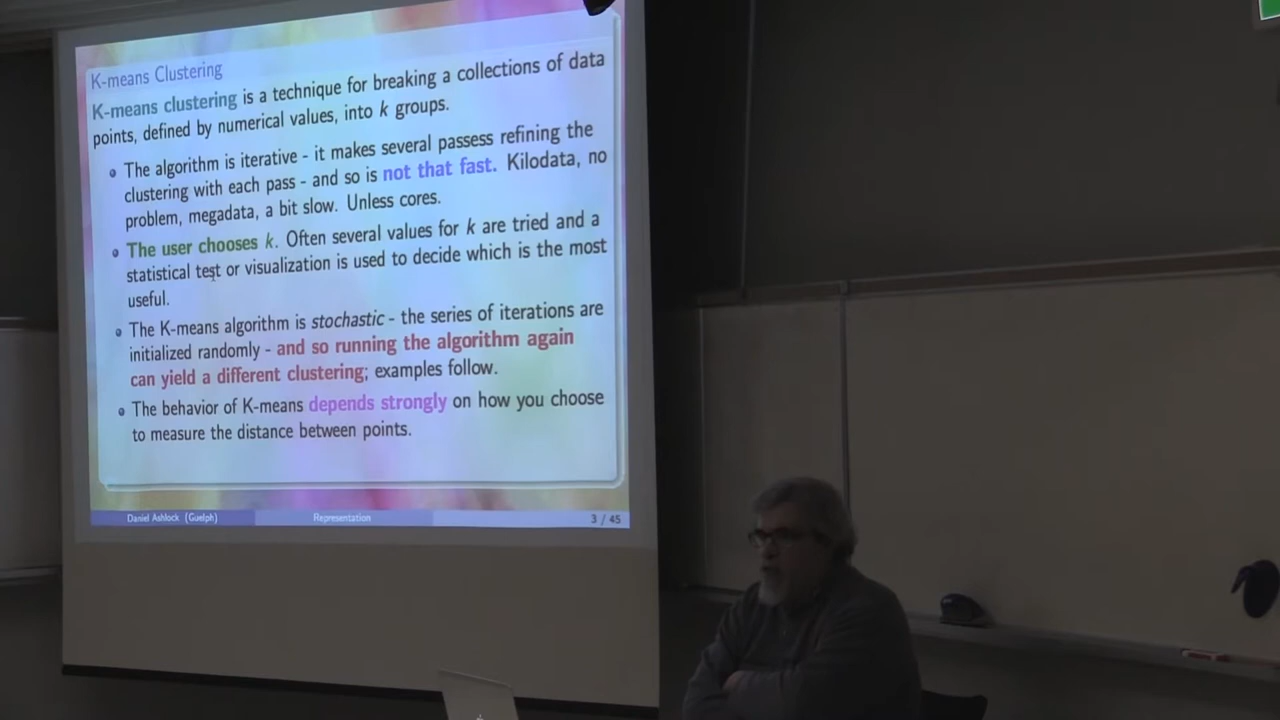 K-means Clustering
K-means clustering is a technique for breaking a collections of data
points, defined by numerical values, into k groups.
The algorithm is iterative - it makes several passess refining the
clustering with each pass - and so is not that fast. Kilodata, no
problem, megadata, a bit slow. Unless cores.
The user chooses k. Often several values for k are tried and a
statistical test or visualization is used to decide which is the most
useful.
The K-means algorithm is stochastic - the series of iterations are
initialized randomly - and so running the algorithm again
can yield a different clustering; examples follow.
The behavior of K-means depends strongly on how you choose
to measure the distance between points.
Daniel Ashlock (Guelph) Representation 3 / 45